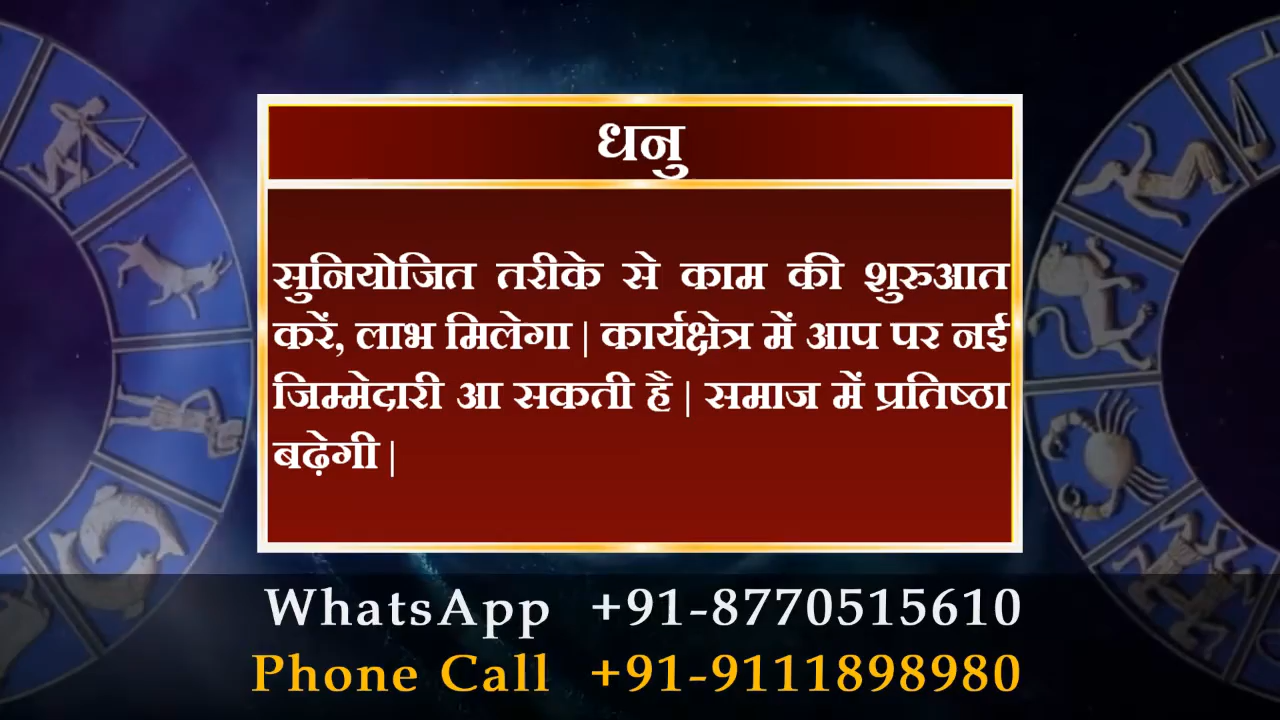 धनु
सुनियोजित तरीके से काम की शुरुआत
करें, लाभ मिलेगा | कार्यक्षेत्र में आप पर नई
जिम्मेदारी आ सकती है | समाज में प्रतिष्ठा
बढ़ेगी |
WhatsApp +91-8770515610
Phone Call +91-9111898980